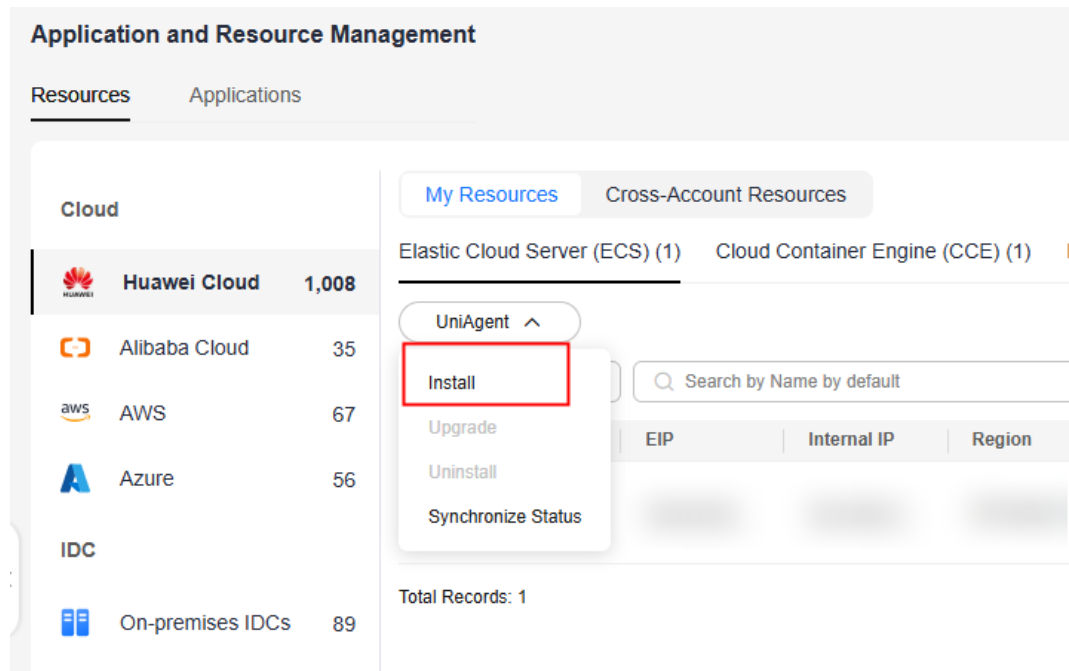 Application and Resource Management
Resources Applications
Cloud
HUAWEI Huawei Cloud 1,008
Alibaba Cloud 35
aws AWS 67
Azure 56
IDC
On-premises IDCs 89
My Resources Cross-Account Resources
Elastic Cloud Server (ECS) (1) Cloud Container Engine (CCE) (1)
UniAgent
Install
Upgrade
Uninstall
Synchronize Status
Search by Name by default
EIP Internal IP Region
Total Records: 1